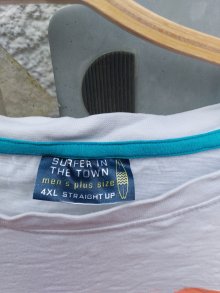 SURFER IN
THE TOWN
men's plus size
4XL STRAIGHT UP